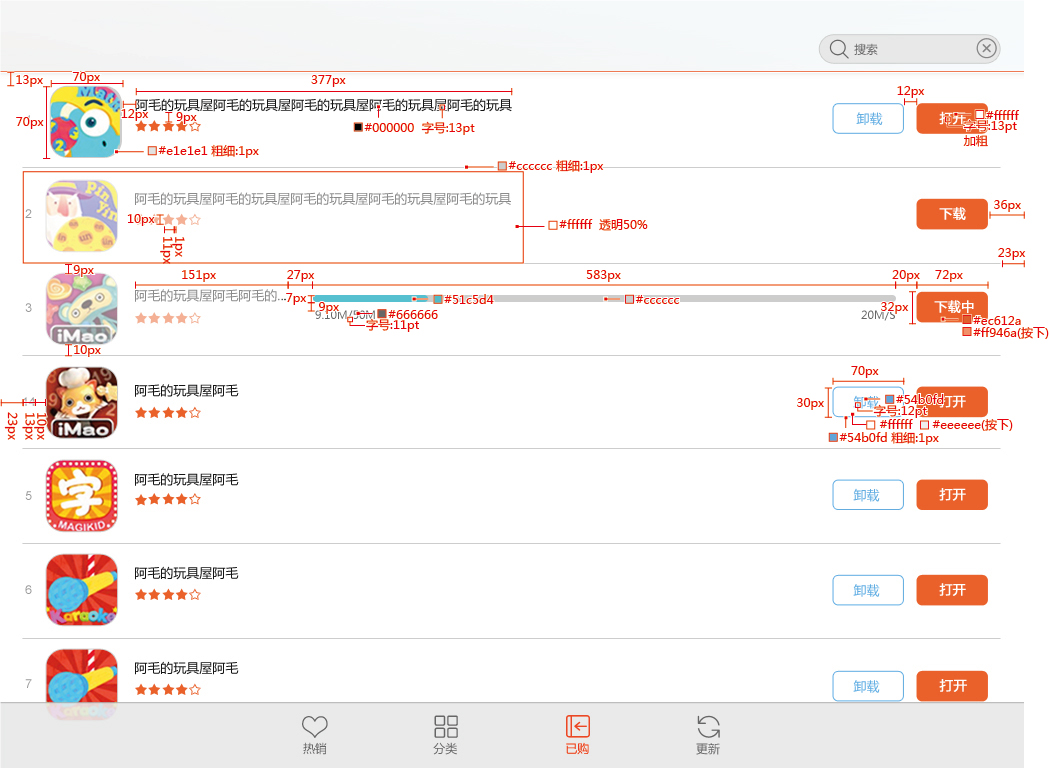 搜索
13px
70px
377px
12px
Math
阿毛的玩具屋阿毛的玩具屋阿毛的玩具屋阿毛的玩具屋阿毛的玩具
70px
12px
9px
#000000 字号:13pt
卸载
打开
#ffffff
字号:13pt
加粗
#e1e1e1 粗细:1px
#cccccc 粗细:1px
2
Pin Yin
阿毛的玩具屋阿毛的玩具屋阿毛的玩具屋阿毛的玩具屋阿毛的玩具
10px
11px
1px
#ffffff 透明50%
下载
36px
23px
9px
151px
27px
583px
20px
72px
3
iMao
阿毛的玩具屋阿毛阿毛的...
7px
9px
#51c5d4
#cccccc
32px
下载中
9.10M/50M
#666666
字号:11pt
20M/S
#ec612a
#ff946a(按下)
10px
70px
iMao
阿毛的玩具屋阿毛
30px
卸载
#54b0fd
字号:12pt
打开
#ffffff
#eeeeee(按下)
#54b0fd 粗细:1px
23px
13px
10px
5
字
MAGIKID
阿毛的玩具屋阿毛
卸载
打开
6
Karaoke
阿毛的玩具屋阿毛
卸载
打开
7
阿毛的玩具屋阿毛
卸载
打开
热销
分类
已购
更新